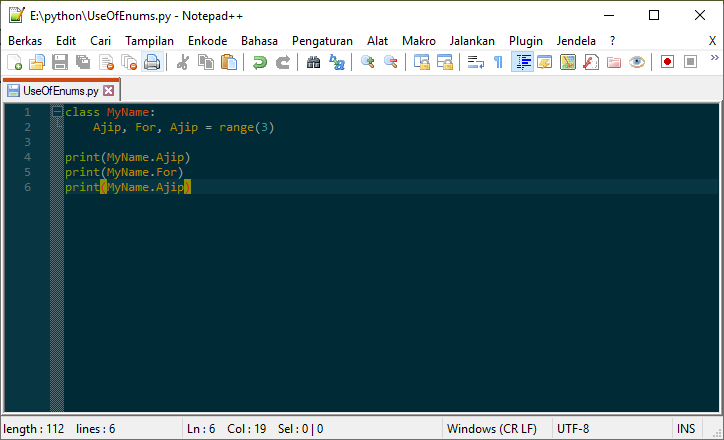 E:\python\UseOfEnums.py - Notepad++
Berkas Edit Cari Tampilan Enkode Bahasa Pengaturan Alat Makro Jalankan Plugin Jendela ? X
UseOfEnums.py
1 class MyName:
2     Ajip, For, Ajip = range(3)
3
4 print(MyName.Ajip)
5 print(MyName.For)
6 print(MyName.Ajip)
length : 112 lines : 6 Ln : 6 Col : 19 Sel : 0 | 0 Windows (CR LF) UTF-8 INS